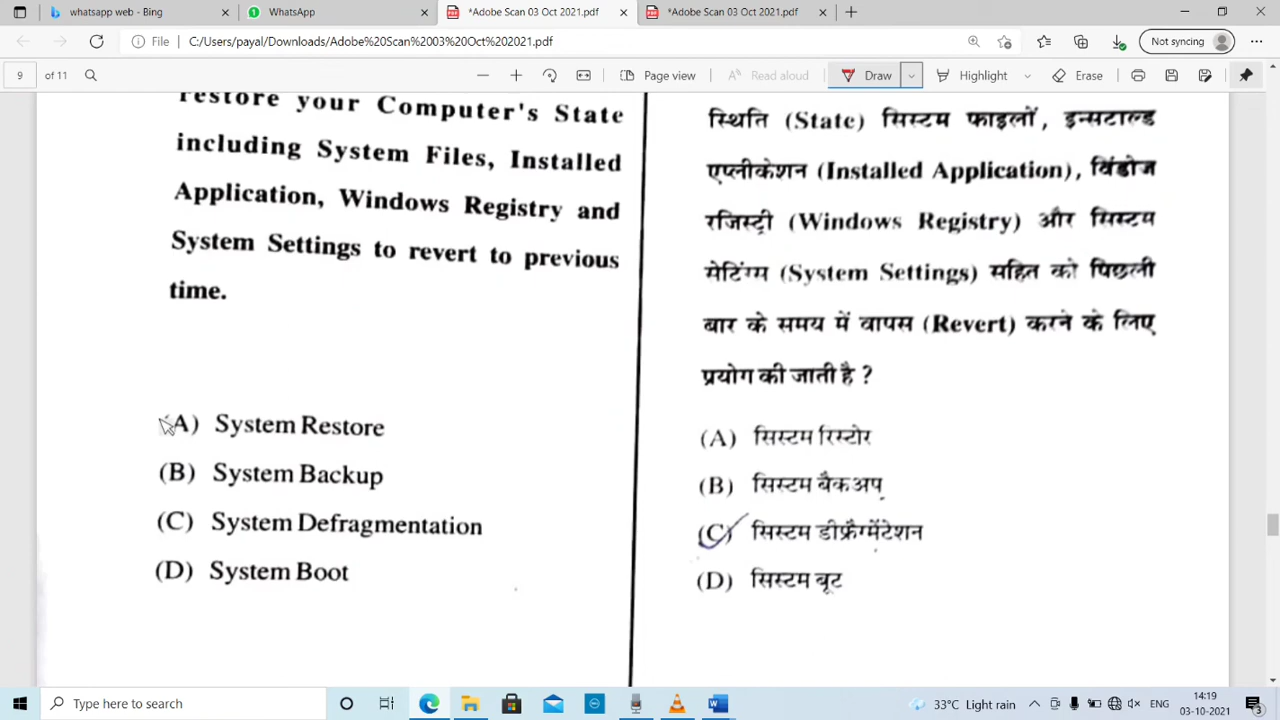 whatsapp web - Bing
WhatsApp
*Adobe Scan 03 Oct 2021.pdf
*Adobe Scan 03 Oct 2021.pdf
File
C:/Users/payal/Downloads/Adobe%20Scan%2003%20Oct%202021.pdf
Not syncing
9 of 11
Page view
Read aloud
Draw
Highlight
Erase
restore your Computer's State
including System Files, Installed
Application, Windows Registry and
System Settings to revert to previous
time.
(A) System Restore
(B) System Backup
(C) System Defragmentation
(D) System Boot
स्थिति (State) सिस्टम फाइलों, इन्सटाल्ड
एप्लीकेशन (Installed Application), विंडोज
रजिस्ट्री (Windows Registry) और सिस्टम
सेटिंग्स (System Settings) सहित को पिछली
बार के समय में वापस (Revert) करने के लिए
प्रयोग की जाती है ?
(A) सिस्टम रिस्टोर
(B) सिस्टम बैकअप
(C) सिस्टम डीफ्रैग्मेंटेशन
(D) सिस्टम बूट
Type here to search
33°C Light rain
14:19
03-10-2021
3